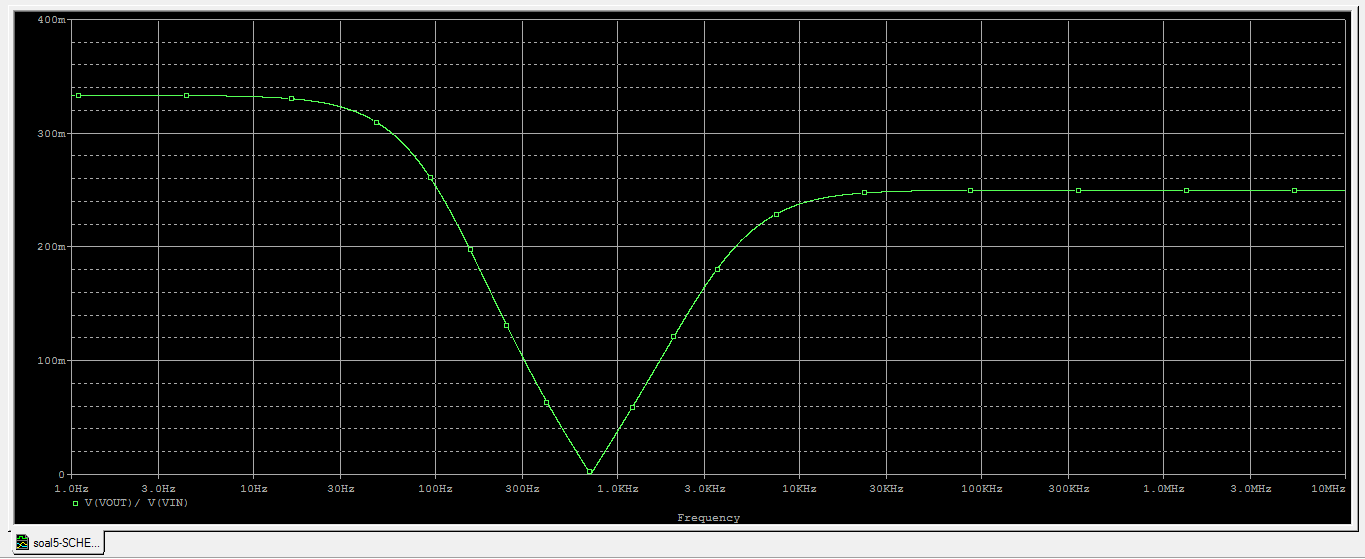 400m
300m
200m
100m
0
1.0Hz 3.0Hz 10Hz 30Hz 100Hz 300Hz 1.0KHz 3.0KHz 10KHz 30KHz 100KHz 300KHz 1.0MHz 3.0MHz 10MHz
V(VOUT)/ V(VIN)
Frequency
soal5-SCHE...